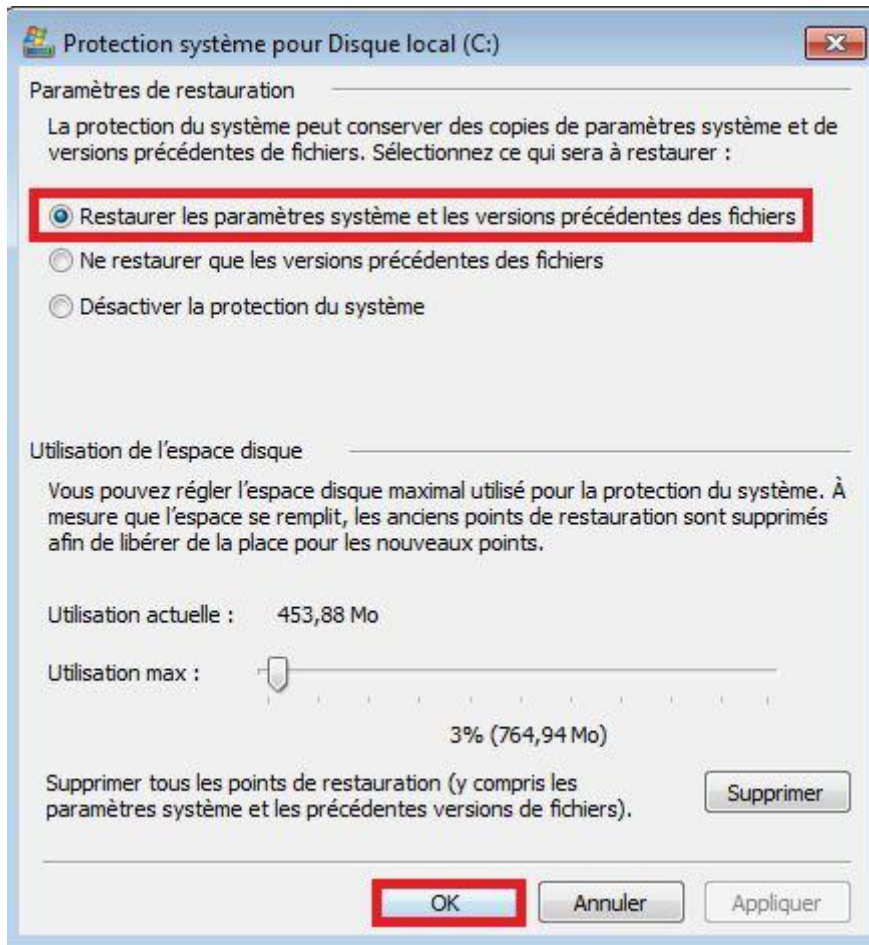 Protection système pour Disque local (C:)
Paramètres de restauration
La protection du système peut conserver des copies de paramètres système et de
versions précédentes de fichiers. Sélectionnez ce qui sera à restaurer :
Restaurer les paramètres système et les versions précédentes des fichiers
Ne restaurer que les versions précédentes des fichiers
Désactiver la protection du système
Utilisation de l'espace disque
Vous pouvez régler l'espace disque maximal utilisé pour la protection du système. À
mesure que l'espace se remplit, les anciens points de restauration sont supprimés
afin de libérer de la place pour les nouveaux points.
Utilisation actuelle : 453,88 Mo
Utilisation max :
3% (764,94 Mo)
Supprimer tous les points de restauration (y compris les
paramètres système et les précédentes versions de fichiers).
Supprimer
OK Annuler Appliquer